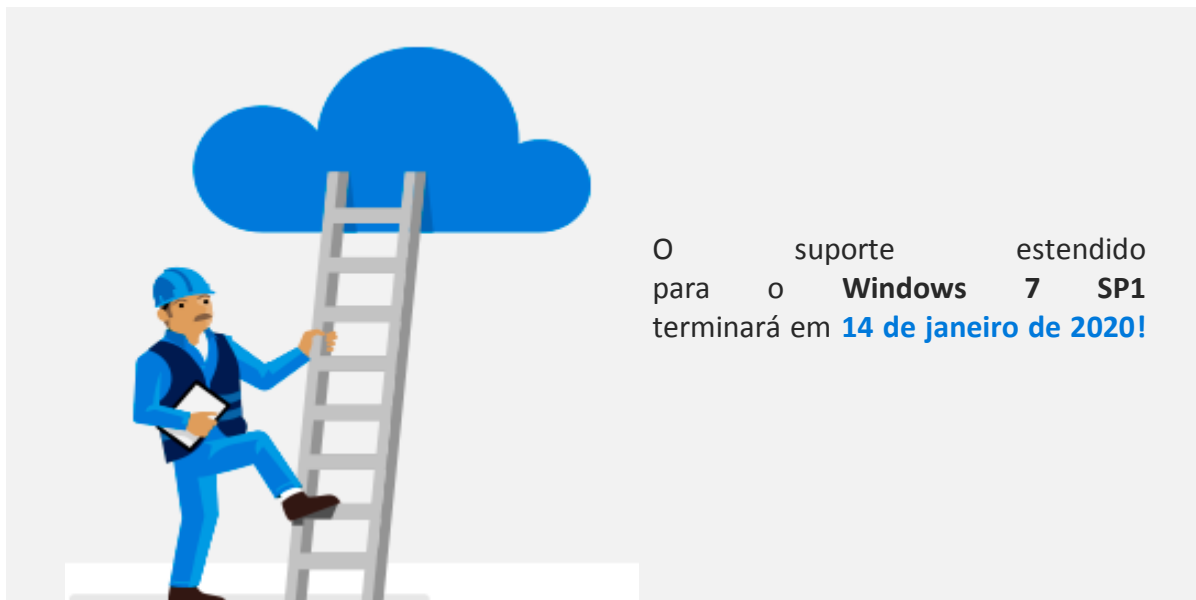 O suporte estendido
para o Windows 7 SP1
terminará em 14 de janeiro de 2020!